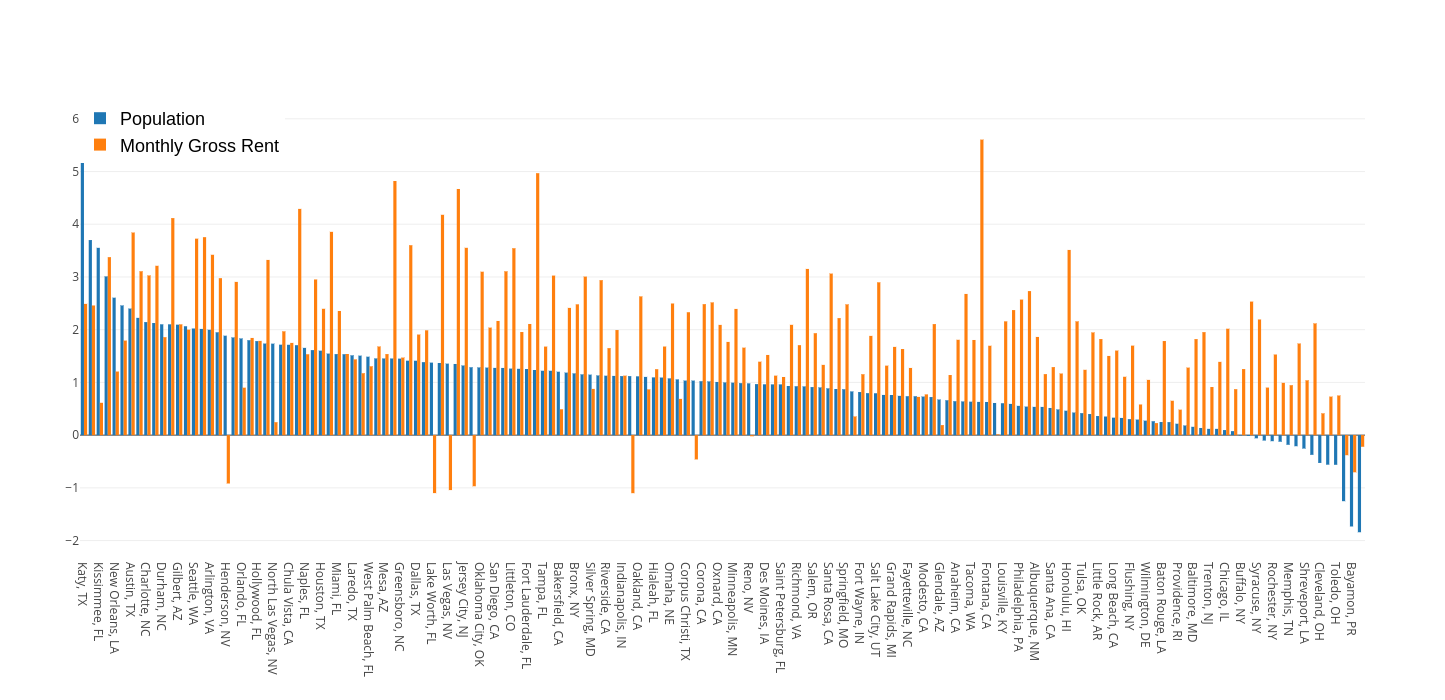 Population
Monthly Gross Rent
6
5
4
3
2
1
0
−1
−2
Katy, TX
Kissimmee, FL
New Orleans, LA
Austin, TX
Charlotte, NC
Durham, NC
Gilbert, AZ
Seattle, WA
Arlington, VA
Henderson, NV
Orlando, FL
Hollywood, FL
North Las Vegas, NV
Chula Vista, CA
Naples, FL
Houston, TX
Miami, FL
Laredo, TX
West Palm Beach, FL
Mesa, AZ
Greensboro, NC
Dallas, TX
Lake Worth, FL
Las Vegas, NV
Jersey City, NJ
Oklahoma City, OK
San Diego, CA
Littleton, CO
Fort Lauderdale, FL
Tampa, FL
Bakersfield, CA
Bronx, NY
Silver Spring, MD
Riverside, CA
Indianapolis, IN
Oakland, CA
Hialeah, FL
Omaha, NE
Corpus Christi, TX
Corona, CA
Oxnard, CA
Minneapolis, MN
Reno, NV
Des Moines, IA
Saint Petersburg, FL
Richmond, VA
Salem, OR
Santa Rosa, CA
Springfield, MO
Fort Wayne, IN
Salt Lake City, UT
Grand Rapids, MI
Fayetteville, NC
Modesto, CA
Glendale, AZ
Anaheim, CA
Tacoma, WA
Fontana, CA
Louisville, KY
Philadelphia, PA
Albuquerque, NM
Santa Ana, CA
Honolulu, HI
Tulsa, OK
Little Rock, AR
Long Beach, CA
Flushing, NY
Wilmington, DE
Baton Rouge, LA
Providence, RI
Baltimore, MD
Trenton, NJ
Chicago, IL
Buffalo, NY
Syracuse, NY
Rochester, NY
Memphis, TN
Shreveport, LA
Cleveland, OH
Toledo, OH
Bayamon, PR